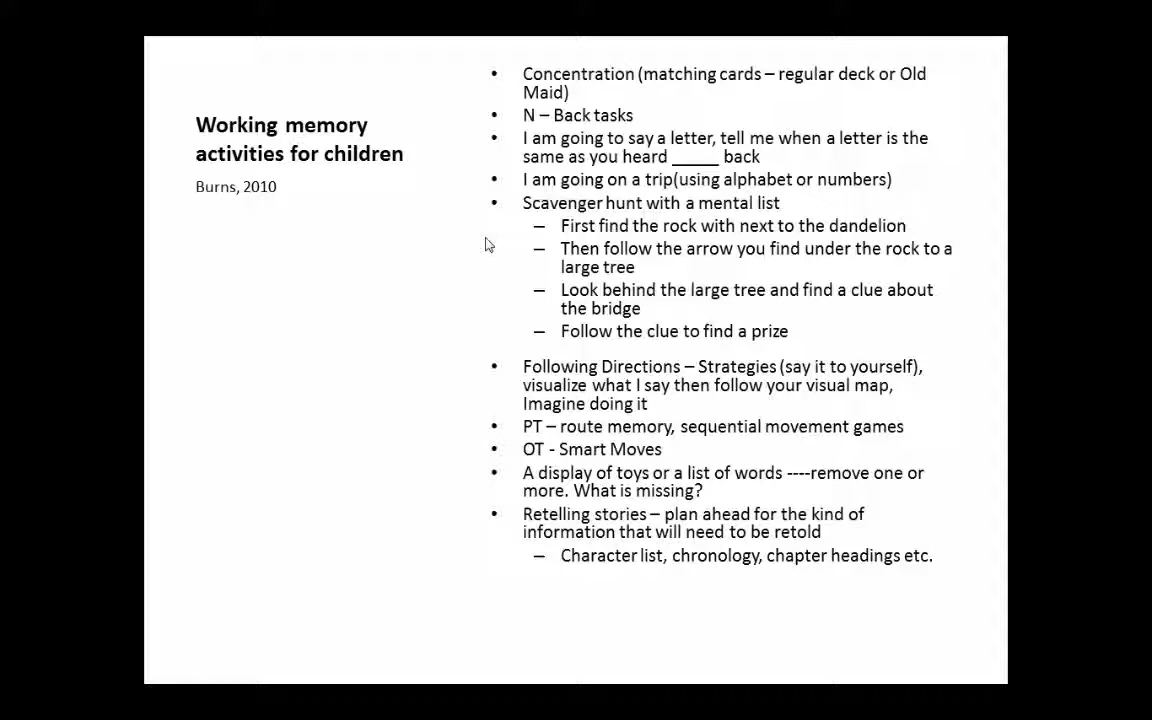 Working memory
activities for children
Burns, 2010
• Concentration (matching cards – regular deck or Old
Maid)
• N – Back tasks
• I am going to say a letter, tell me when a letter is the
same as you heard _____ back
• I am going on a trip(using alphabet or numbers)
• Scavenger hunt with a mental list
– First find the rock with next to the dandelion
– Then follow the arrow you find under the rock to a
large tree
– Look behind the large tree and find a clue about
the bridge
– Follow the clue to find a prize
• Following Directions – Strategies (say it to yourself),
visualize what I say then follow your visual map,
Imagine doing it
• PT – route memory, sequential movement games
• OT - Smart Moves
• A display of toys or a list of words ----remove one or
more. What is missing?
• Retelling stories – plan ahead for the kind of
information that will need to be retold
– Character list, chronology, chapter headings etc.